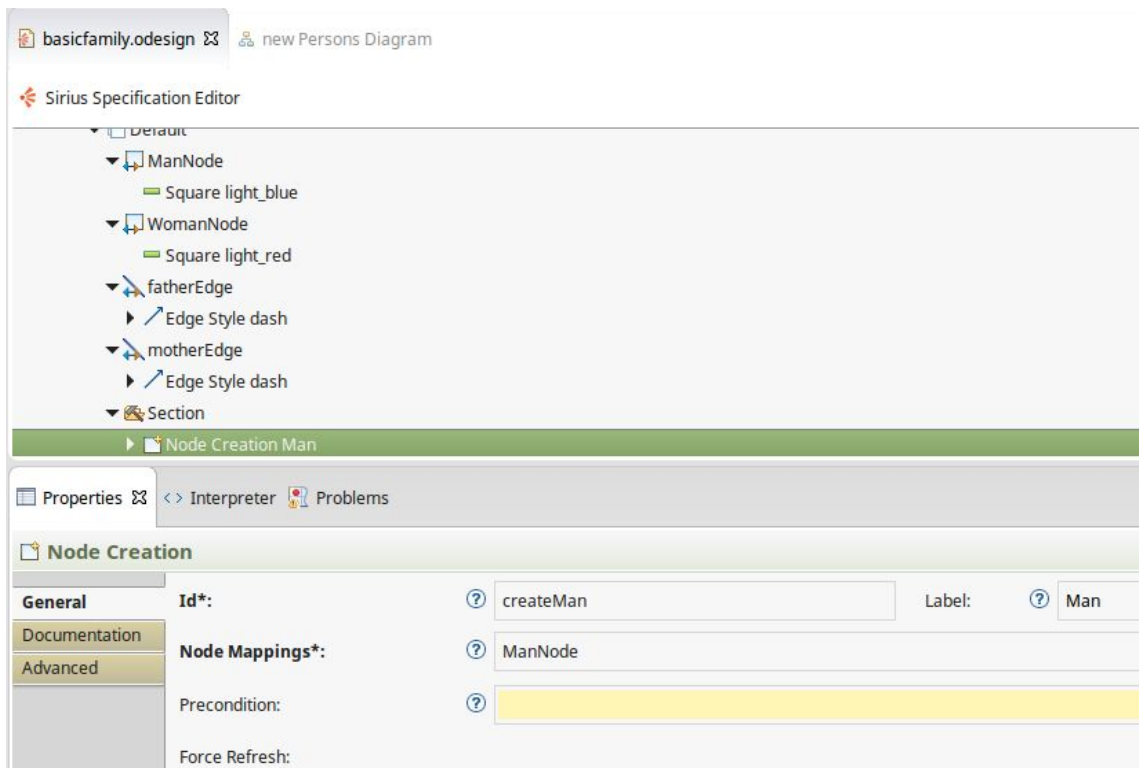 basicfamily.odesign new Persons Diagram
Sirius Specification Editor
Default
ManNode
Square light_blue
WomanNode
Square light_red
fatherEdge
Edge Style dash
motherEdge
Edge Style dash
Section
Node Creation Man
Properties <> Interpreter Problems
Node Creation
General Id*: ? createMan Label: ? Man
Documentation
Node Mappings*: ? ManNode
Advanced
Precondition: ?
Force Refresh: